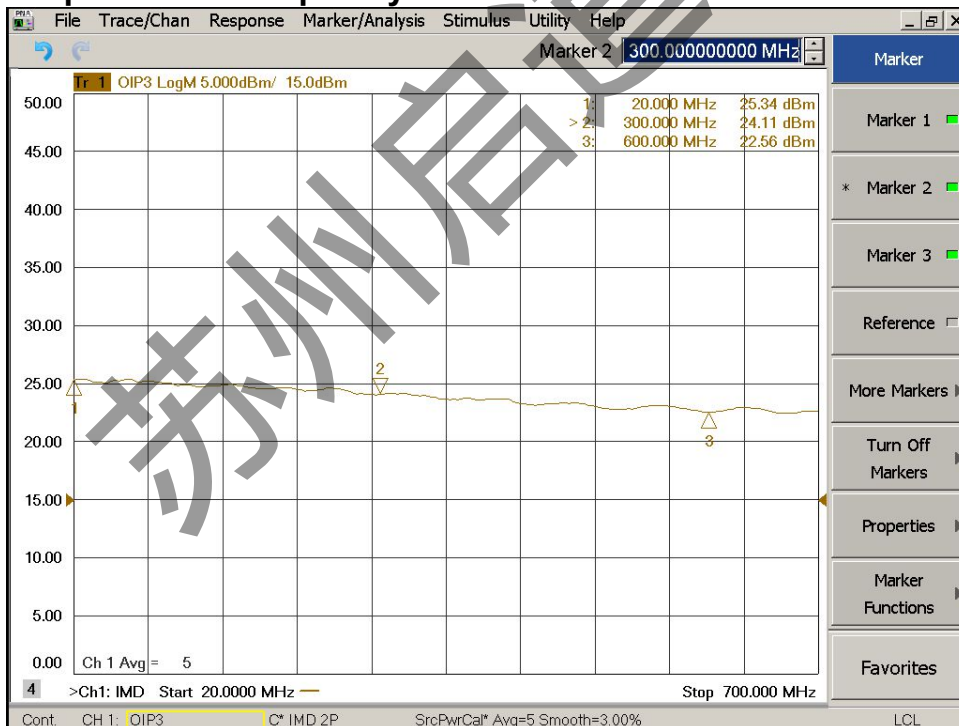 PNA File Trace/Chan Response Marker/Analysis Stimulus Utility Help
Marker 2 300.000000000 MHz
Tr 1 OIP3 LogM 5.000dBm/ 15.0dBm
1: 20.000 MHz 25.34 dBm
> 2: 300.000 MHz 24.11 dBm
3: 600.000 MHz 22.56 dBm
50.00
45.00
40.00
35.00
30.00
25.00
20.00
15.00
10.00
5.00
0.00
1
2
3
Ch 1 Avg = 5
4 >Ch1: IMD Start 20.0000 MHz — Stop 700.000 MHz
Cont. CH 1: OIP3 C* IMD 2P SrcPwrCal* Avg=5 Smooth=3.00% LCL
Marker
Marker 1
* Marker 2
Marker 3
Reference
More Markers
Turn Off
Markers
Properties
Marker
Functions
Favorites
苏州启